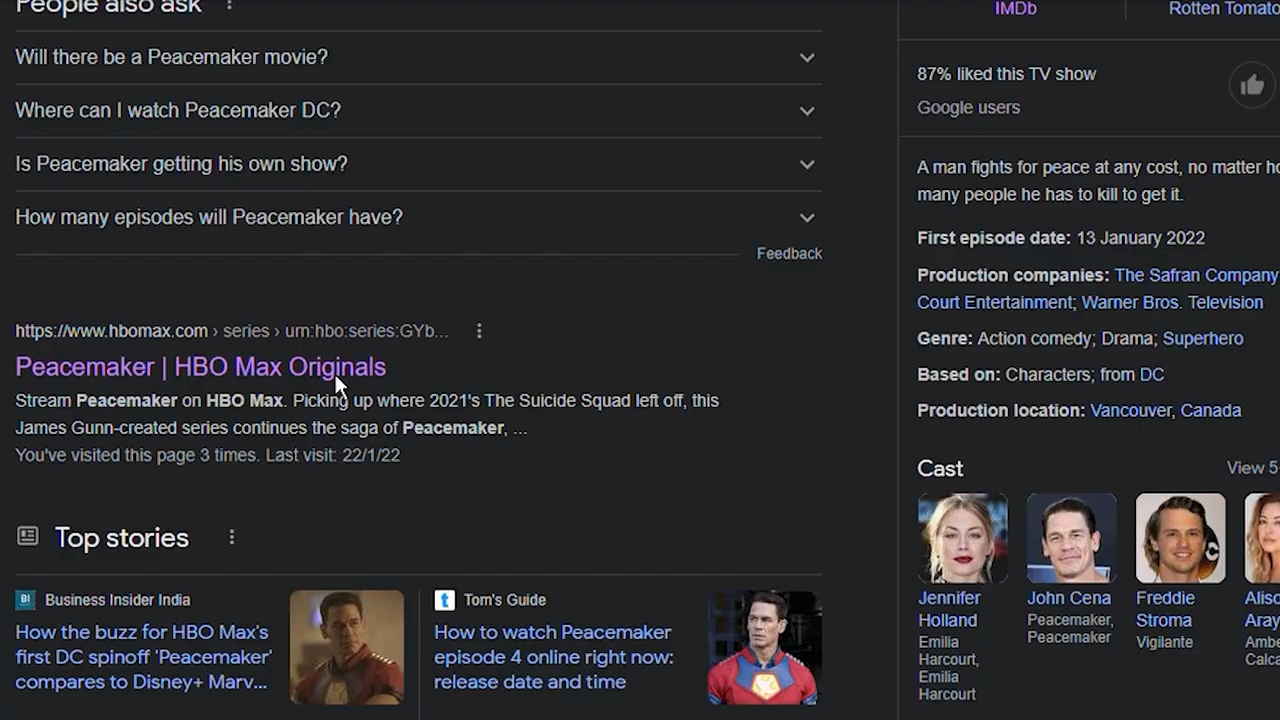 People also ask
Will there be a Peacemaker movie?
Where can I watch Peacemaker DC?
Is Peacemaker getting his own show?
How many episodes will Peacemaker have?
Feedback
https://www.hbomax.com › series › urn:hbo:series:GYb...
Peacemaker | HBO Max Originals
Stream Peacemaker on HBO Max. Picking up where 2021's The Suicide Squad left off, this
James Gunn-created series continues the saga of Peacemaker, ...
You've visited this page 3 times. Last visit: 22/1/22
Top stories
Business Insider India
How the buzz for HBO Max's
first DC spinoff 'Peacemaker'
compares to Disney+ Marv...
Tom's Guide
How to watch Peacemaker
episode 4 online right now:
release date and time
IMDb
Rotten Tomato
87% liked this TV show
Google users
A man fights for peace at any cost, no matter ho
many people he has to kill to get it.
First episode date: 13 January 2022
Production companies: The Safran Company
Court Entertainment; Warner Bros. Television
Genre: Action comedy; Drama; Superhero
Based on: Characters; from DC
Production location: Vancouver, Canada
Cast
View 5
Jennifer
Holland
Emilia
Harcourt,
Emilia
Harcourt
John Cena
Peacemaker,
Peacemaker
Freddie
Stroma
Vigilante
Aliso
Aray
Ambe
Calca